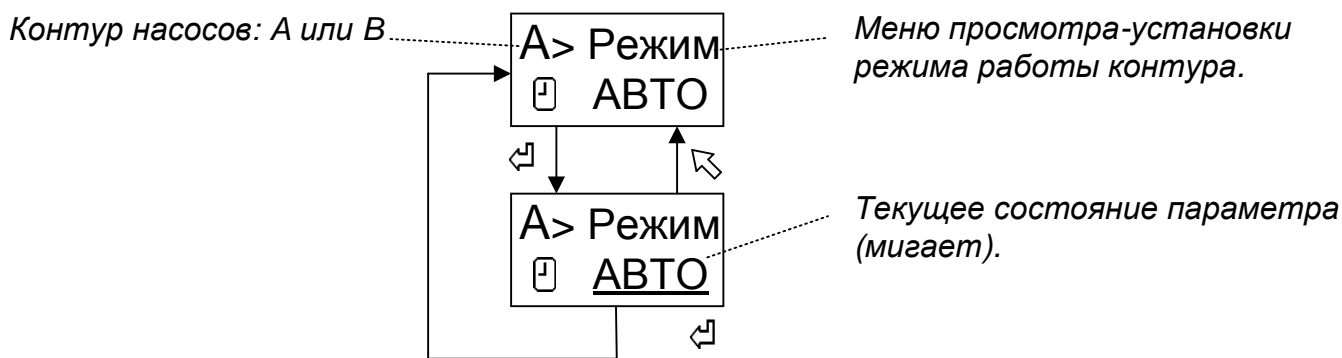 Контур насосов: А или В
А> Режим
АВТО
Меню просмотра-установки
режима работы контура.
А> Режим
АВТО
Текущее состояние параметра
(мигает).